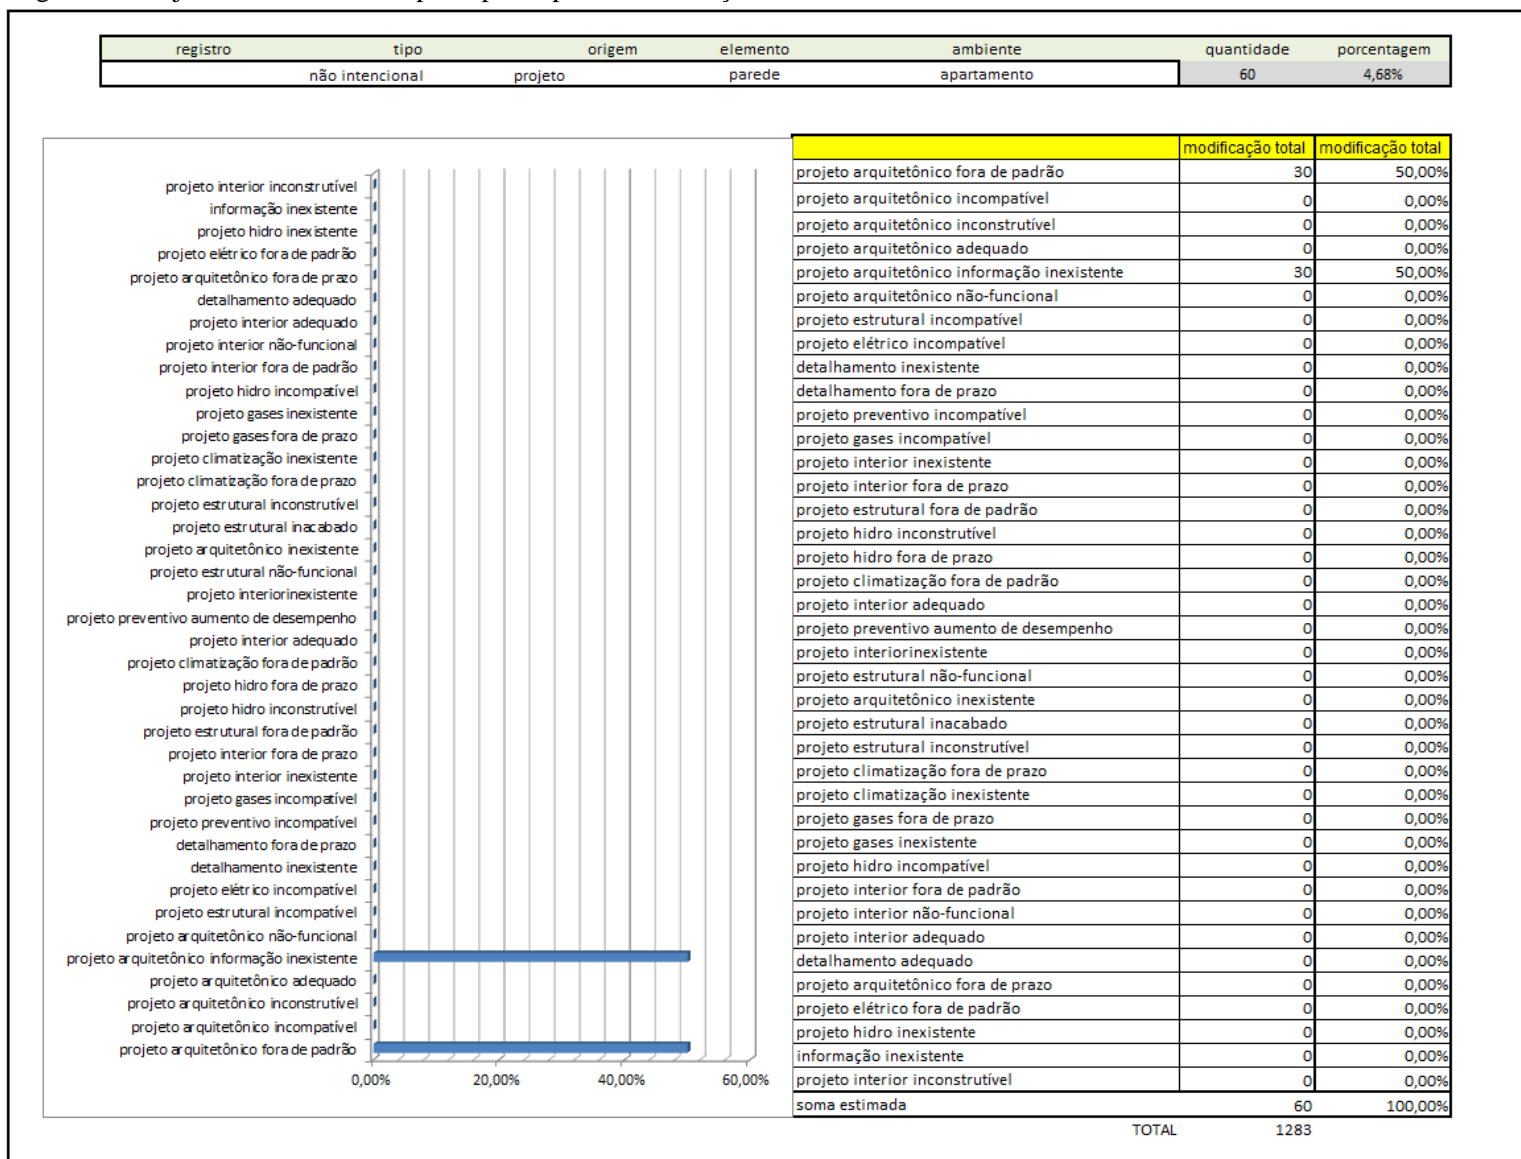 registro tipo origem elemento ambiente quantidade porcentagem
não intencional projeto parede apartamento 60 4,68%
projeto interior inconstrutível
informação inexistente
projeto hidro inexistente
projeto elétrico fora de padrão
projeto arquitetônico fora de prazo
detalhamento adequado
projeto interior adequado
projeto interior não-funcional
projeto interior fora de padrão
projeto hidro incompatível
projeto gases inexistente
projeto gases fora de prazo
projeto climatização inexistente
projeto climatização fora de prazo
projeto estrutural inconstrutível
projeto estrutural inacabado
projeto arquitetônico inexistente
projeto estrutural não-funcional
projeto interiorinexistente
projeto preventivo aumento de desempenho
projeto interior adequado
projeto climatização fora de padrão
projeto hidro fora de prazo
projeto hidro inconstrutível
projeto estrutural fora de padrão
projeto interior fora de prazo
projeto interior inexistente
projeto gases incompatível
projeto preventivo incompatível
detalhamento fora de prazo
detalhamento inexistente
projeto elétrico incompatível
projeto estrutural incompatível
projeto arquitetônico não-funcional
projeto arquitetônico informação inexistente
projeto arquitetônico adequado
projeto arquitetônico inconstrutível
projeto arquitetônico incompatível
projeto arquitetônico fora de padrão
0,00% 20,00% 40,00% 60,00%
modificação total modificação total
projeto arquitetônico fora de padrão 30 50,00%
projeto arquitetônico incompatível 0 0,00%
projeto arquitetônico inconstrutível 0 0,00%
projeto arquitetônico adequado 0 0,00%
projeto arquitetônico informação inexistente 30 50,00%
projeto arquitetônico não-funcional 0 0,00%
projeto estrutural incompatível 0 0,00%
projeto elétrico incompatível 0 0,00%
detalhamento inexistente 0 0,00%
detalhamento fora de prazo 0 0,00%
projeto preventivo incompatível 0 0,00%
projeto gases incompatível 0 0,00%
projeto interior inexistente 0 0,00%
projeto interior fora de prazo 0 0,00%
projeto estrutural fora de padrão 0 0,00%
projeto hidro inconstrutível 0 0,00%
projeto hidro fora de prazo 0 0,00%
projeto climatização fora de padrão 0 0,00%
projeto interior adequado 0 0,00%
projeto preventivo aumento de desempenho 0 0,00%
projeto interiorinexistente 0 0,00%
projeto estrutural não-funcional 0 0,00%
projeto arquitetônico inexistente 0 0,00%
projeto estrutural inacabado 0 0,00%
projeto estrutural inconstrutível 0 0,00%
projeto climatização fora de prazo 0 0,00%
projeto climatização inexistente 0 0,00%
projeto gases fora de prazo 0 0,00%
projeto gases inexistente 0 0,00%
projeto hidro incompatível 0 0,00%
projeto interior fora de padrão 0 0,00%
projeto interior não-funcional 0 0,00%
projeto interior adequado 0 0,00%
detalhamento adequado 0 0,00%
projeto arquitetônico fora de prazo 0 0,00%
projeto elétrico fora de padrão 0 0,00%
projeto hidro inexistente 0 0,00%
informação inexistente 0 0,00%
projeto interior inconstrutível 0 0,00%
soma estimada 60 100,00%
TOTAL 1283